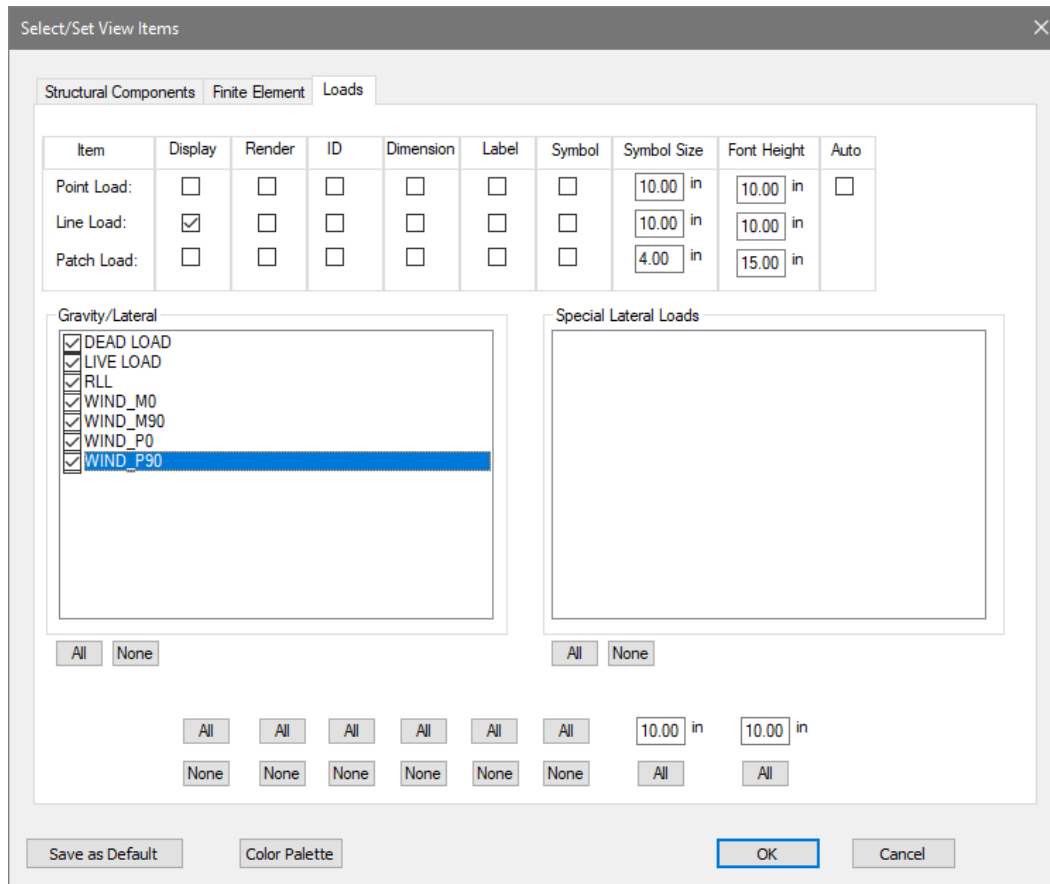 Select/Set View Items
Structural Components Finite Element Loads
Item Display Render ID Dimension Label Symbol Symbol Size Font Height Auto
Point Load: 10.00 in 10.00 in
Line Load: 10.00 in 10.00 in
Patch Load: 4.00 in 15.00 in
Gravity/Lateral Special Lateral Loads
DEAD LOAD
LIVE LOAD
RLL
WIND_M0
WIND_M90
WIND_P0
WIND_P90
All None All None
All All All All All All 10.00 in 10.00 in
None None None None None None All All
Save as Default Color Palette OK Cancel